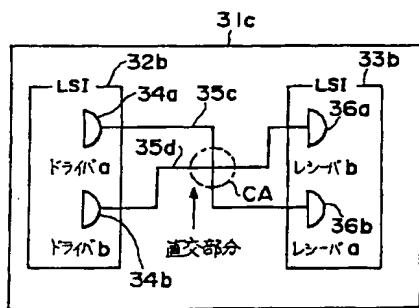 31c
32b
33b
LSI
LSI
34a
35c
36a
ドライバa
35d
レシーバb
CA
ドライバb
34b
直交部分
36b
レシーバa